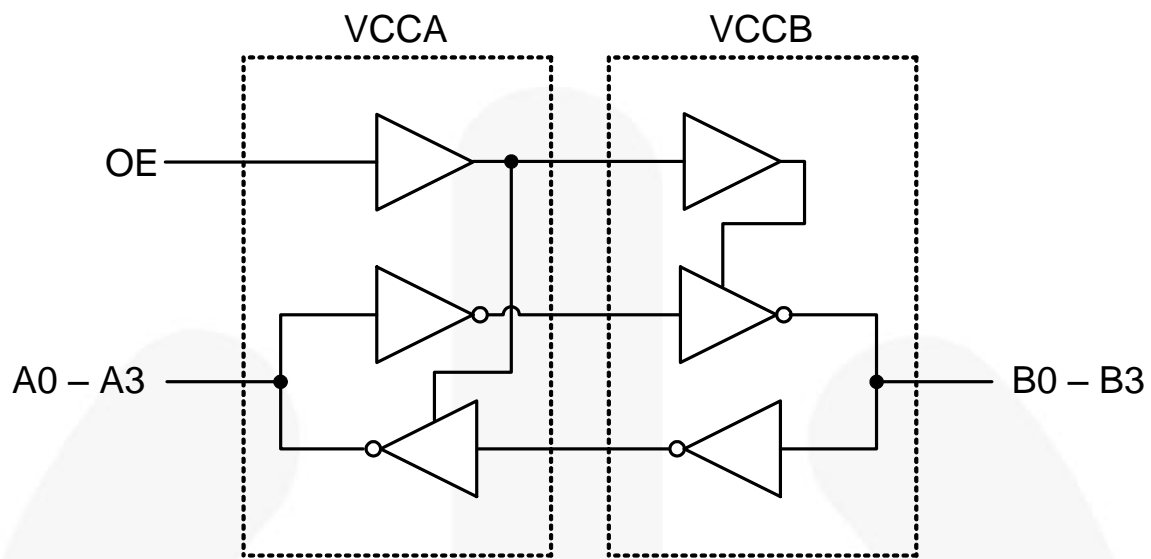 VCCA
VCCB
OE
A0 – A3
B0 – B3